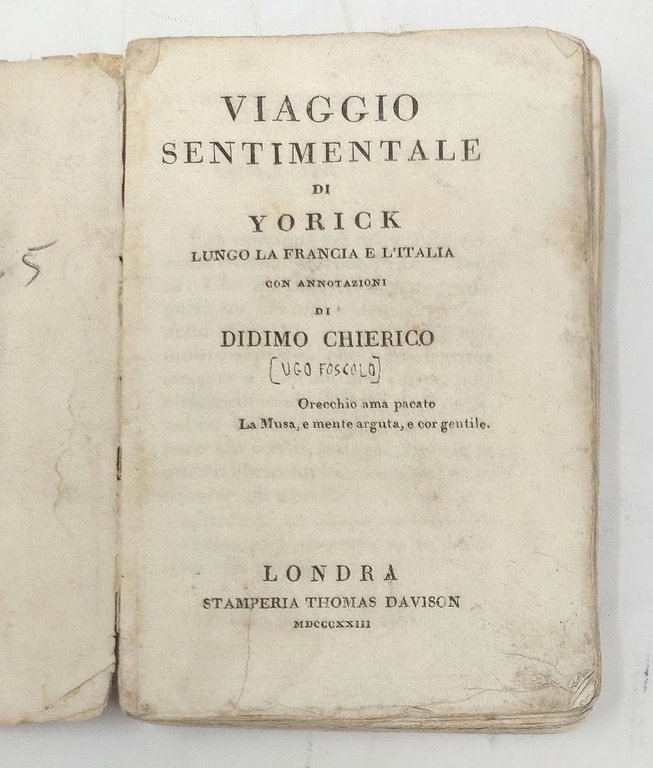 5
VIAGGIO
SENTIMENTALE
DI
YORICK
LUNGO LA FRANCIA E L'ITALIA
CON ANNOTAZIONI
DI
DIDIMO CHIERICO
[UGO FOSCOLO]
Orecchio ama pacato
La Musa, e mente arguta, e cor gentile.
LONDRA
STAMPERIA THOMAS DAVISON
MDCCCXXIII